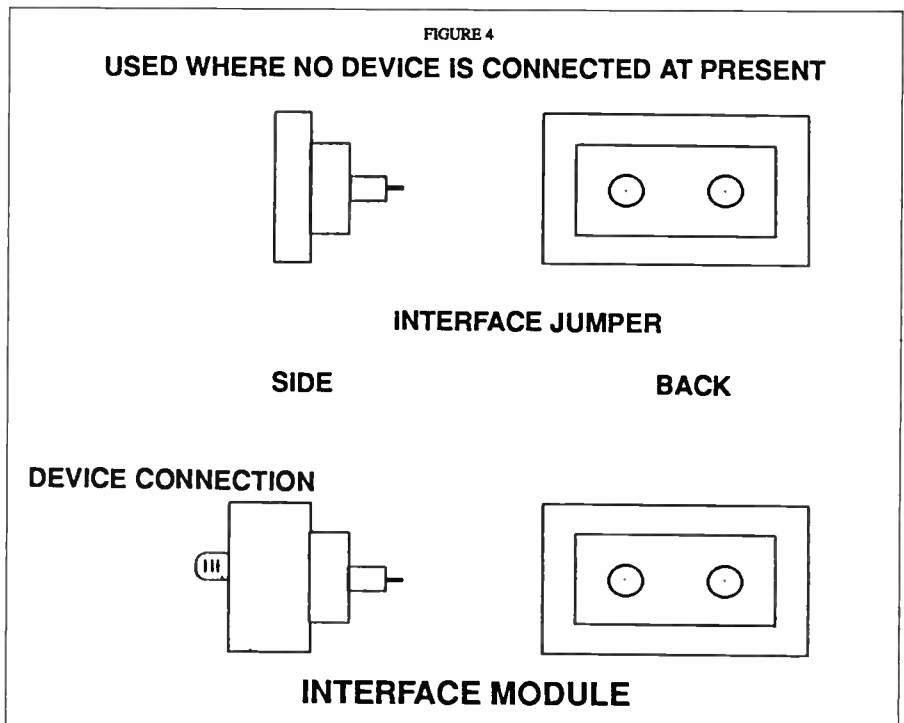 FIGURE 4
USED WHERE NO DEVICE IS CONNECTED AT PRESENT
INTERFACE JUMPER
SIDE
BACK
DEVICE CONNECTION
INTERFACE MODULE